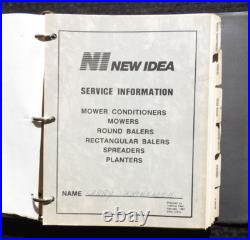 NI NEW IDEA
SERVICE INFORMATION
MOWER CONDITIONERS
MOWERS
ROUND BALERS
RECTANGULAR BALERS
SPREADERS
PLANTERS
NAME